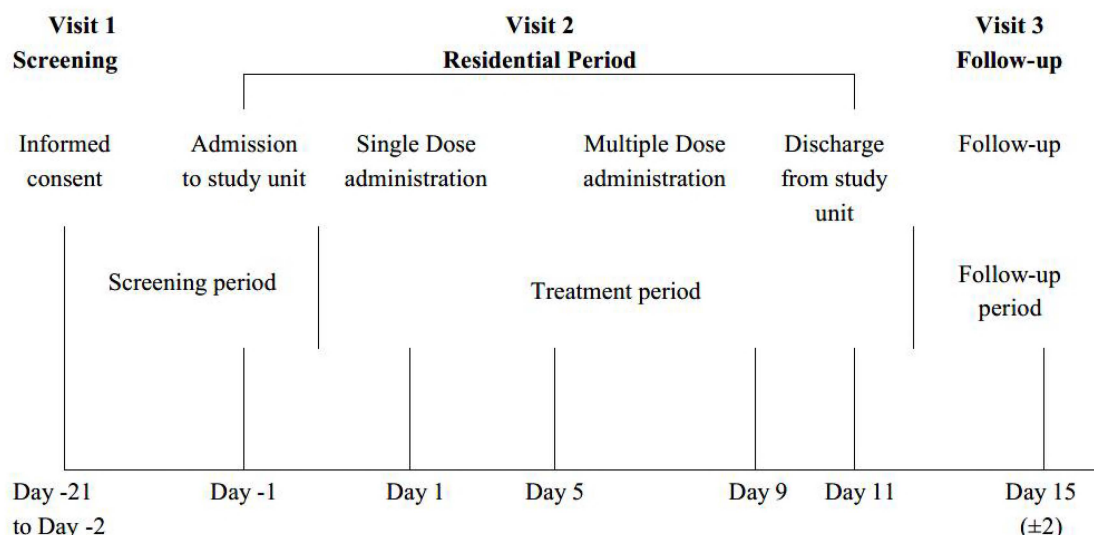 Visit 1
Screening
Visit 2
Residential Period
Visit 3
Follow-up
Informed
consent
Admission
to study unit
Single Dose
administration
Multiple Dose
administration
Discharge
from study
unit
Follow-up
Screening period
Treatment period
Follow-up
period
Day -21
to Day -2
Day -1
Day 1
Day 5
Day 9
Day 11
Day 15
(±2)